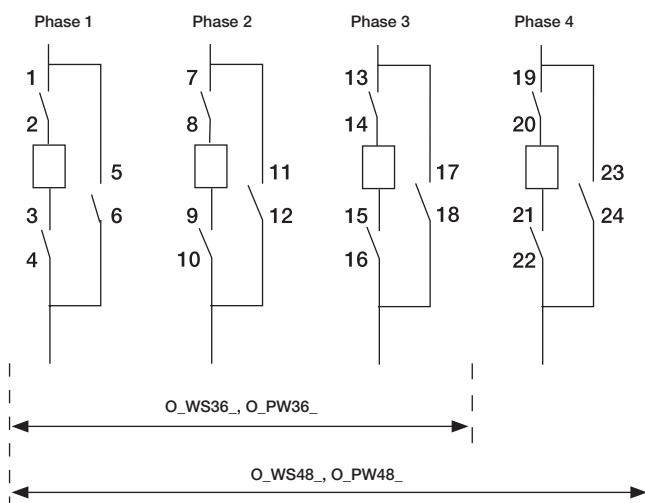 Phase 1 Phase 2 Phase 3 Phase 4
1 7 13 19
2 8 14 20
5 11 17 23
3 6 9 12 15 18 21 24
4 10 16 22
O_WS36_, O_PW36_
O_WS48_, O_PW48_